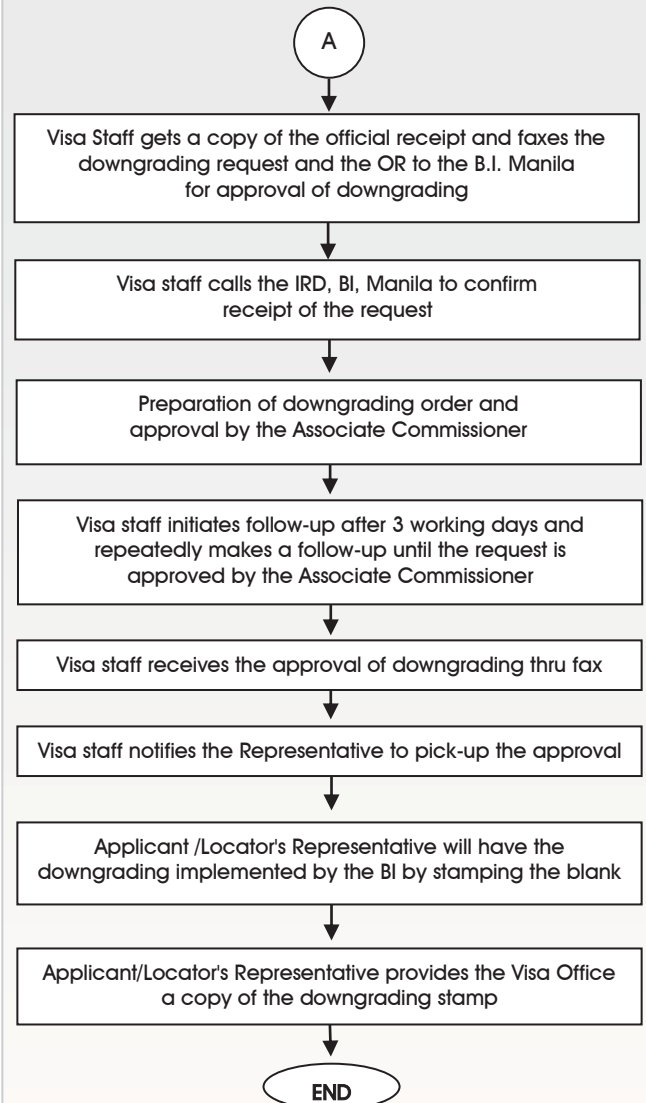 A
Visa Staff gets a copy of the official receipt and faxes the
downgrading request and the OR to the B.I. Manila
for approval of downgrading
Visa staff calls the IRD, BI, Manila to confirm
receipt of the request
Preparation of downgrading order and
approval by the Associate Commissioner
Visa staff initiates follow-up after 3 working days and
repeatedly makes a follow-up until the request is
approved by the Associate Commissioner
Visa staff receives the approval of downgrading thru fax
Visa staff notifies the Representative to pick-up the approval
Applicant /Locator's Representative will have the
downgrading implemented by the BI by stamping the blank
Applicant/Locator's Representative provides the Visa Office
a copy of the downgrading stamp
END